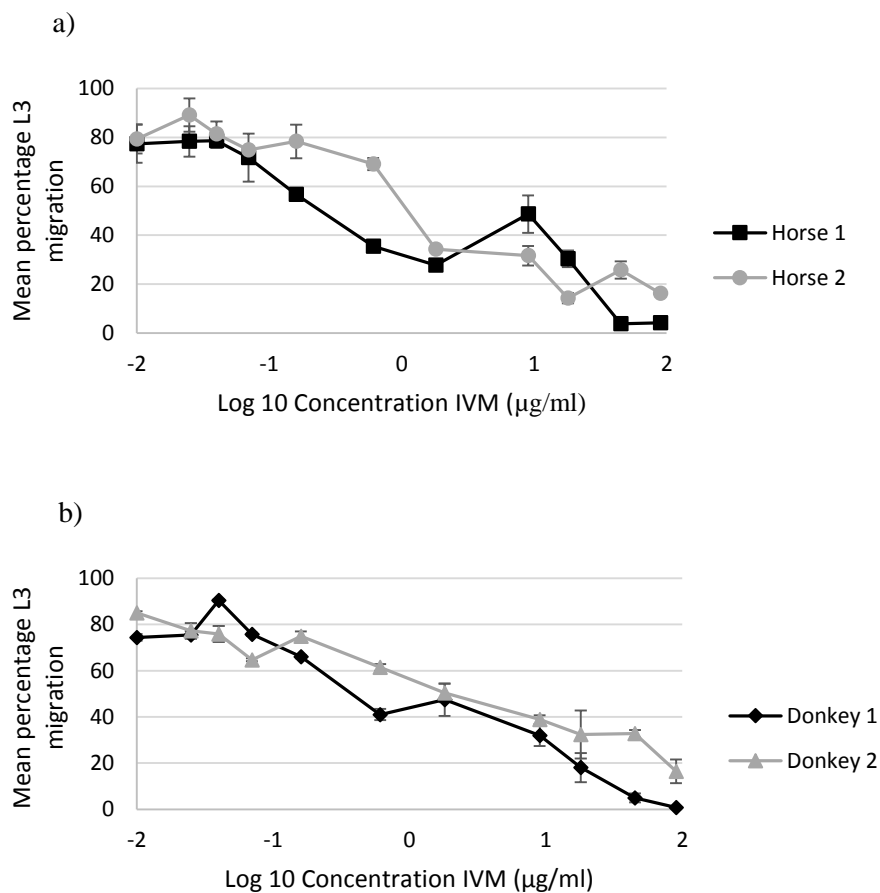 a)
100
80
60
40
20
0
Mean percentage L3
migration
-2 -1 0 1 2
Log 10 Concentration IVM (µg/ml)
Horse 1
Horse 2
b)
100
80
60
40
20
0
Mean percentage L3
migration
-2 -1 0 1 2
Log 10 Concentration IVM (µg/ml)
Donkey 1
Donkey 2